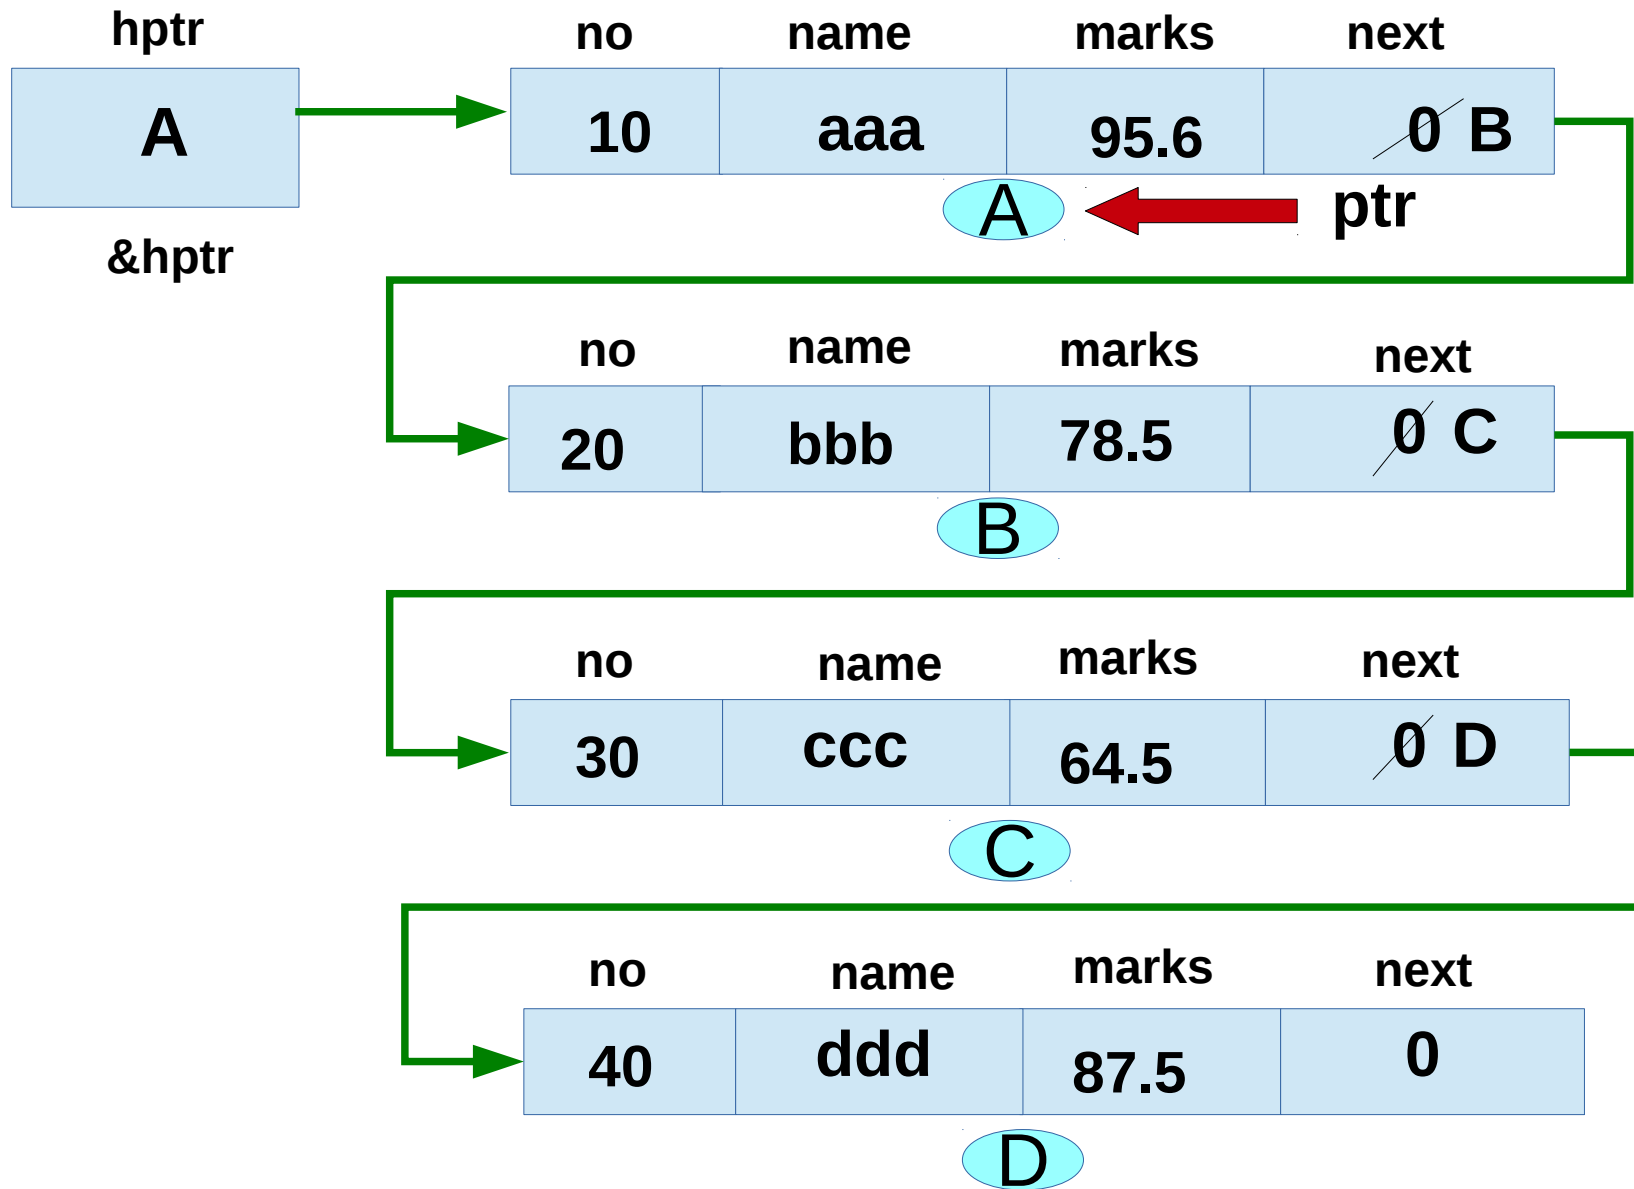 hptr
no name marks next
A
10 aaa 95.6 0 B
A ptr
&hptr
no name marks next
20 bbb 78.5 0 C
B
no name marks next
30 ccc 64.5 0 D
C
no name marks next
40 ddd 87.5 0
D